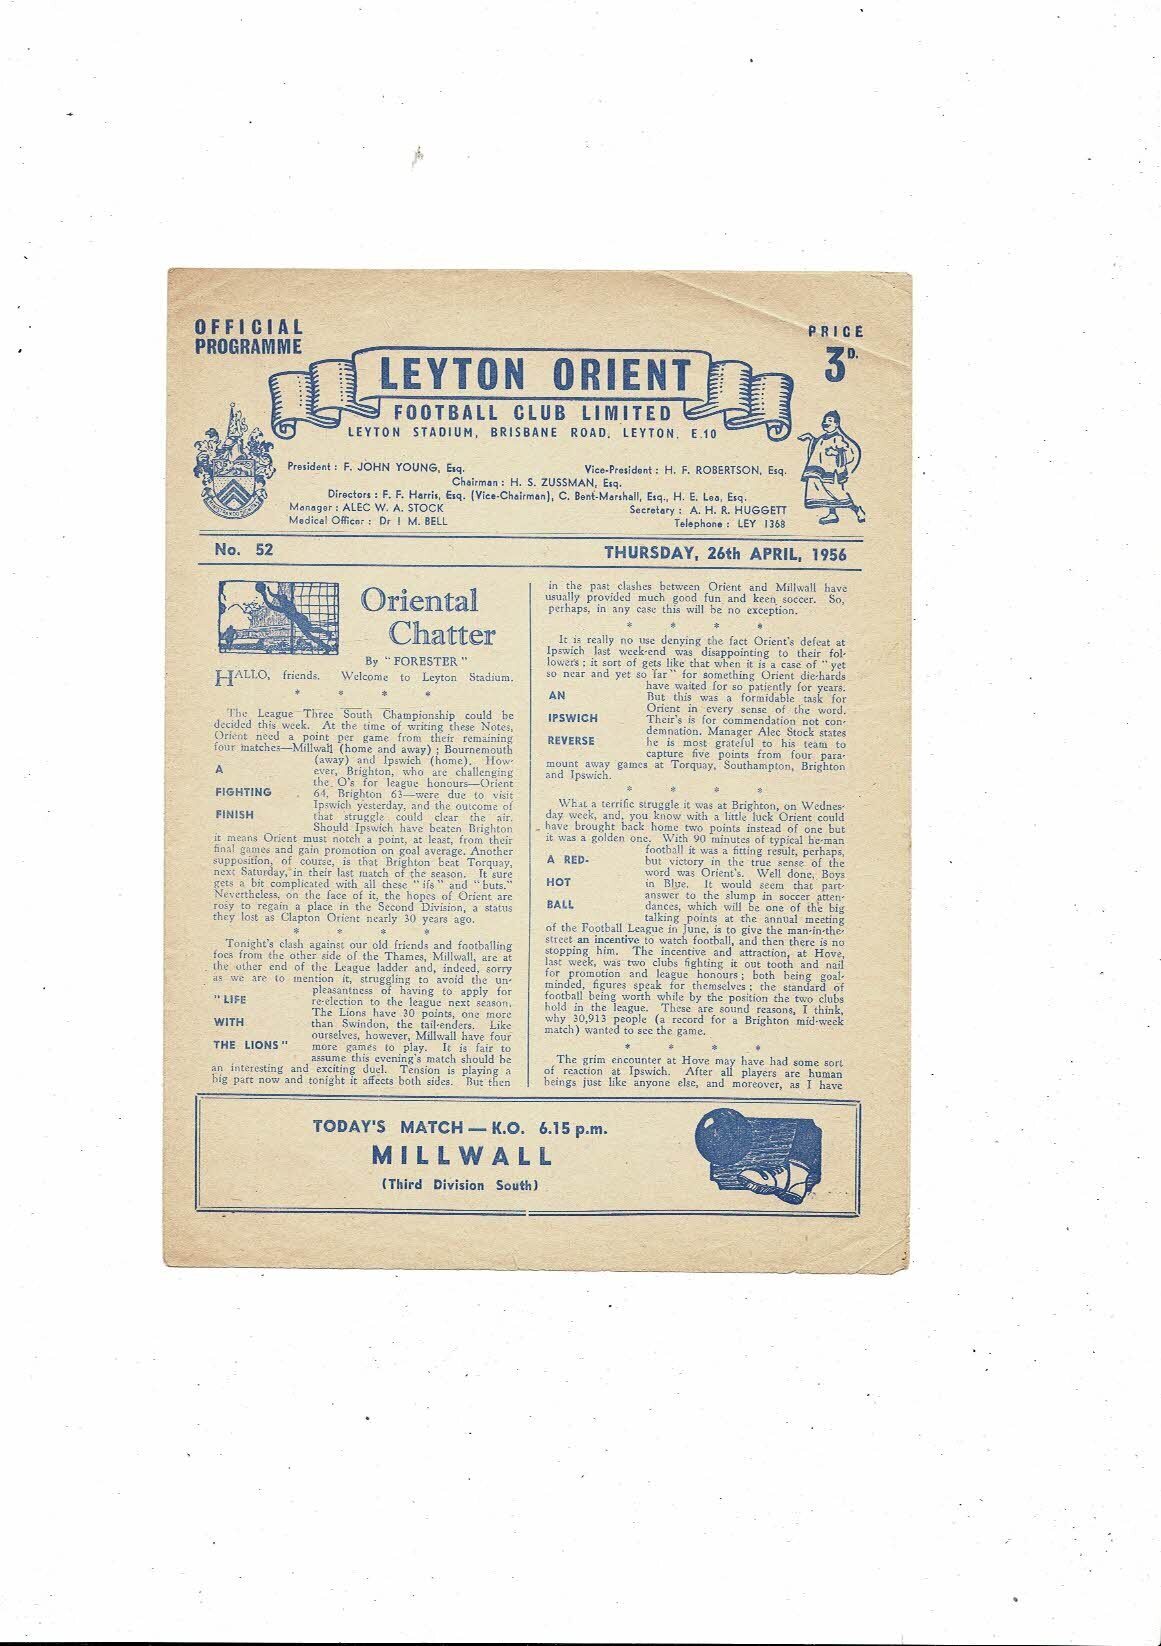 OFFICIAL
PROGRAMME
PRICE
3D.
LEYTON ORIENT
FOOTBALL CLUB LIMITED
LEYTON STADIUM, BRISBANE ROAD, LEYTON, E.10
President : F. JOHN YOUNG, Esq.
Vice-President : H. F. ROBERTSON, Esq.
Chairman : H. S. ZUSSMAN, Esq.
Directors : F. F. Harris, Esq. (Vice-Chairman), C. Bent-Marshall, Esq., H. E. Lea, Esq.
Manager : ALEC W. A. STOCK
Secretary : A. H. R. HUGGETT
Medical Officer : Dr I M. BELL
Telephone : LEY 1368
No. 52
THURSDAY, 26th APRIL, 1956
Oriental
Chatter
By "FORESTER"
HALLO, friends. Welcome to Leyton Stadium.
* * * *
The League Three South Championship could be
decided this week. At the time of writing these Notes,
Orient need a point per game from their remaining
four matches—Millwall (home and away) ; Bournemouth
(away) and Ipswich (home). How-
A
ever, Brighton, who are challenging
the O's for league honours—Orient
FIGHTING
64, Brighton 63—were due to visit
Ipswich yesterday, and the outcome of
FINISH
that struggle could clear the air.
Should Ipswich have beaten Brighton
it means Orient must notch a point, at least, from their
final games and gain promotion on goal average. Another
supposition, of course, is that Brighton beat Torquay,
next Saturday, in their last match of the season. It sure
gets a bit complicated with all these "ifs" and "buts."
Nevertheless, on the face of it, the hopes of Orient are
rosy to regain a place in the Second Division, a status
they lost as Clapton Orient nearly 30 years ago.
* * * *
Tonight's clash against our old friends and footballing
foes from the other side of the Thames, Millwall, are at
the other end of the League ladder and, indeed, sorry
as we are to mention it, struggling to avoid the un-
pleasantness of having to apply for
"LIFE
re-election to the league next season.
The Lions have 30 points, one more
WITH
than Swindon, the tail-enders. Like
ourselves, however, Millwall have four
THE LIONS"
more games to play. It is fair to
assume this evening's match should be
an interesting and exciting duel. Tension is playing a
big part now and tonight it affects both sides. But then
in the past clashes between Orient and Millwall have
usually provided much good fun and keen soccer. So,
perhaps, in any case this will be no exception.
* * * *
It is really no use denying the fact Orient's defeat at
Ipswich last week-end was disappointing to their fol-
lowers ; it sort of gets like that when it is a case of "yet
so near and yet so far" for something Orient die-hards
have waited for so patiently for years.
AN
But this was a formidable task for
Orient in every sense of the word.
IPSWICH
Their's is for commendation not con-
demnation. Manager Alec Stock states
REVERSE
he is most grateful to his team to
capture five points from four para-
mount away games at Torquay, Southampton, Brighton
and Ipswich.
* * * *
What a terrific struggle it was at Brighton, on Wednes-
day week, and, you know with a little luck Orient could
have brought back home two points instead of one but
it was a golden one. With 90 minutes of typical he-man
football it was a fitting result, perhaps,
A RED-
but victory in the true sense of the
word was Orient's. Well done, Boys
HOT
in Blue. It would seem that part-
answer to the slump in soccer atten-
BALL
dances, which will be one of the big
talking points at the annual meeting
of the Football League in June, is to give the man-in-the-
street an incentive to watch football, and then there is no
stopping him. The incentive and attraction, at Hove,
last week, was two clubs fighting it out tooth and nail
for promotion and league honours ; both being goal-
minded, figures speak for themselves ; the standard of
football being worth while by the position the two clubs
hold in the league. These are sound reasons, I think,
why 30,913 people (a record for a Brighton mid-week
match) wanted to see the game.
* * * *
The grim encounter at Hove may have had some sort
of reaction at Ipswich. After all players are human
beings just like anyone else, and moreover, as I have
TODAY'S MATCH — K.O. 6.15 p.m.
MILLWALL
(Third Division South)